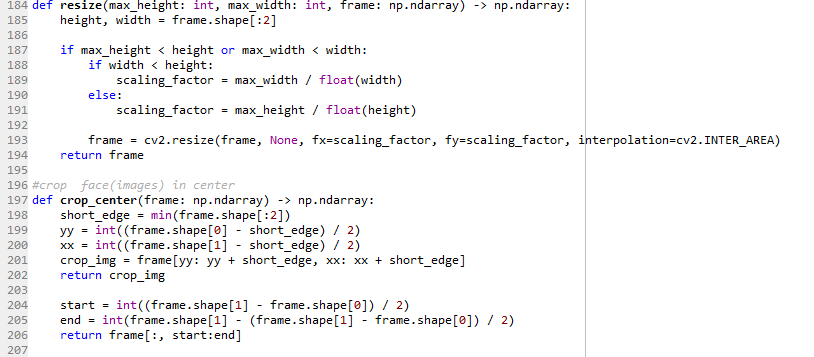 184 def resize(max_height: int, max_width: int, frame: np.ndarray) -> np.ndarray:
185     height, width = frame.shape[:2]
186
187     if max_height < height or max_width < width:
188         if width < height:
189             scaling_factor = max_width / float(width)
190         else:
191             scaling_factor = max_height / float(height)
192
193         frame = cv2.resize(frame, None, fx=scaling_factor, fy=scaling_factor, interpolation=cv2.INTER_AREA)
194     return frame
195
196 #crop  face(images) in center
197 def crop_center(frame: np.ndarray) -> np.ndarray:
198     short_edge = min(frame.shape[:2])
199     yy = int((frame.shape[0] - short_edge) / 2)
200     xx = int((frame.shape[1] - short_edge) / 2)
201     crop_img = frame[yy: yy + short_edge, xx: xx + short_edge]
202     return crop_img
203
204     start = int((frame.shape[1] - frame.shape[0]) / 2)
205     end = int(frame.shape[1] - (frame.shape[1] - frame.shape[0]) / 2)
206     return frame[:, start:end]
207